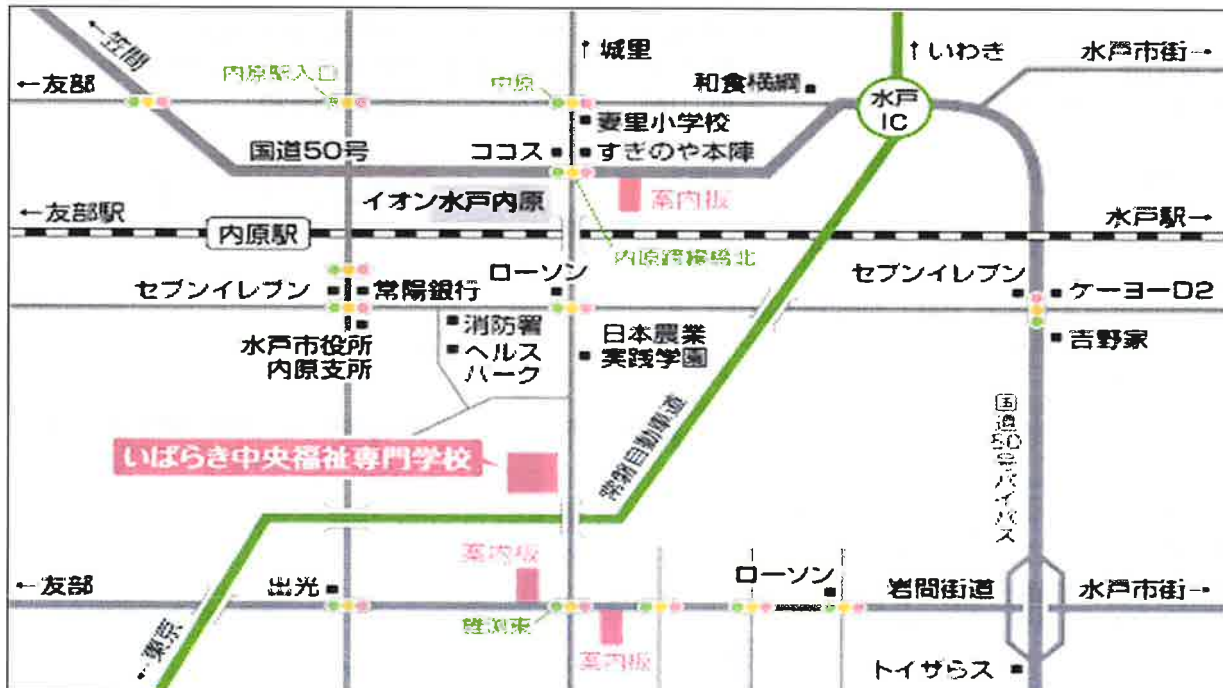 ←笠間
↑城里
↑いわき
水戸市街→
←友部
内原駅入口
中原
和食横綱
水戸
IC
妻里小学校
国道50号
ココス
すぎのや本陣
イオン水戸内原
案内板
←友部駅
水戸駅→
内原駅
内原跨線橋北
ローソン
セブンイレブン
セブンイレブン
常陽銀行
ケーヨーD2
消防署
日本農業
実践学園
水戸市役所
内原支所
ヘルス
パーク
吉野家
国道50号バイパス
いばらき中央福祉専門学校
常磐自動車道
案内板
←友部
出光
ローソン
岩間街道
水戸市街→
←東京
案内板
トイザらス